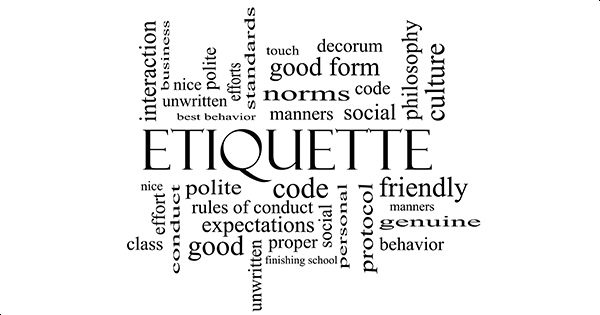 interaction
business
nice
polite
efforts
standards
touch
decorum
good form
unwritten
norms
code
best behavior
manners
social
philosophy
culture
ETIQUETTE
nice
polite
code
friendly
effort
conduct
rules of conduct
social
personal
protocol
manners
expectations
genuine
class
good
unwritten
proper
behavior
finishing school